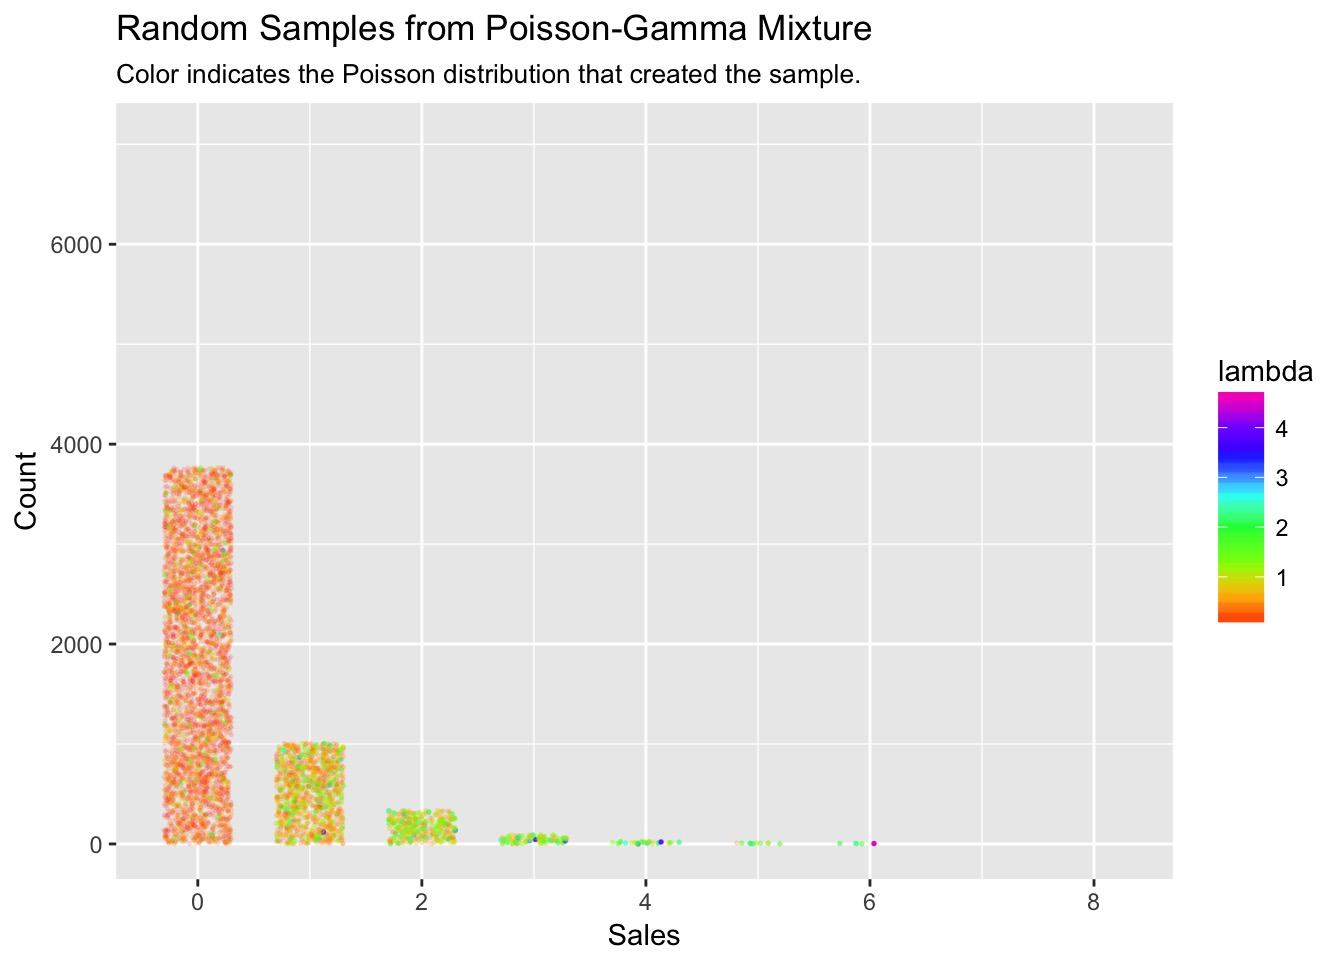 Random Samples from Poisson-Gamma Mixture
Color indicates the Poisson distribution that created the sample.
Count
6000
4000
2000
0
0 2 4 6 8
Sales
lambda
4
3
2
1